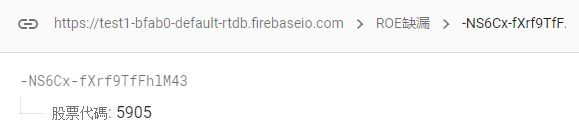 https://test1-bfab0-default-rtdb.firebaseio.com > ROE缺漏 > -NS6Cx-fXrf9TfF.
-NS6Cx-fXrf9TfFhlM43
股票代碼: 5905